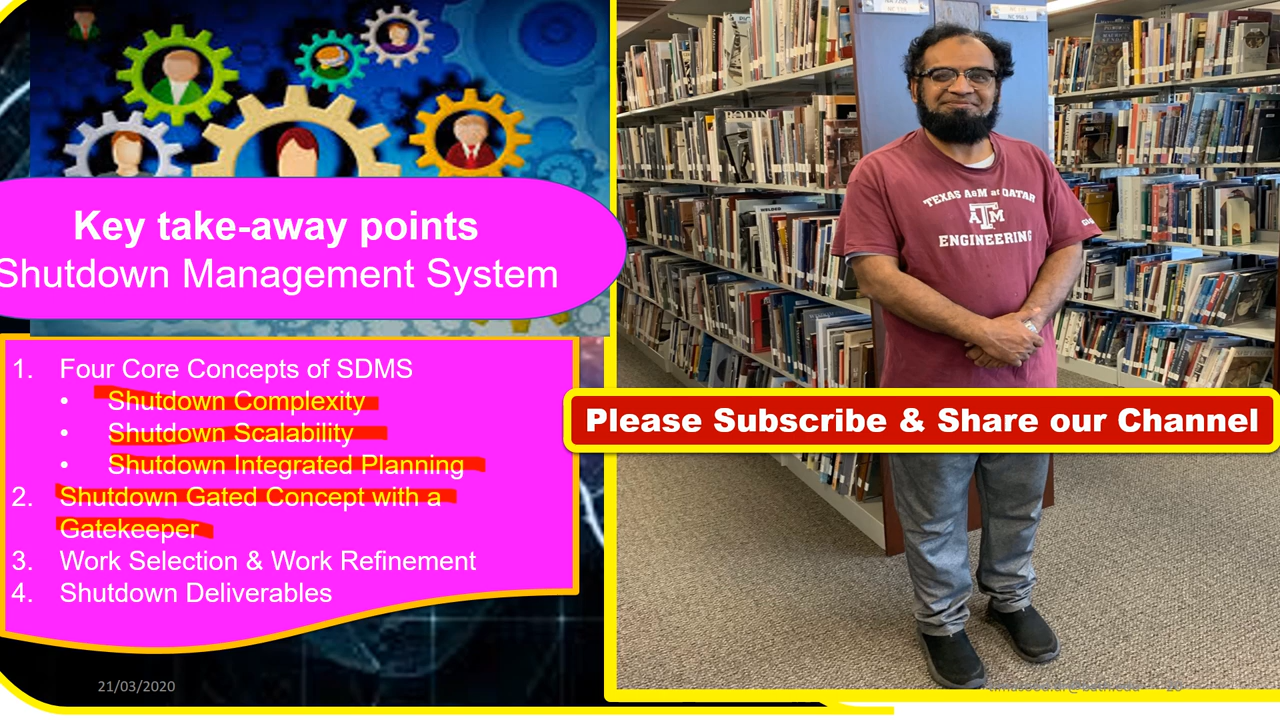 Key take-away points
Shutdown Management System
1. Four Core Concepts of SDMS
• Shutdown Complexity
• Shutdown Scalability
• Shutdown Integrated Planning
2. Shutdown Gated Concept with a
Gatekeeper
3. Work Selection & Work Refinement
4. Shutdown Deliverables
21/03/2020
TEXAS A&M at QATAR
ATM
ENGINEERING
Please Subscribe & Share our Channel